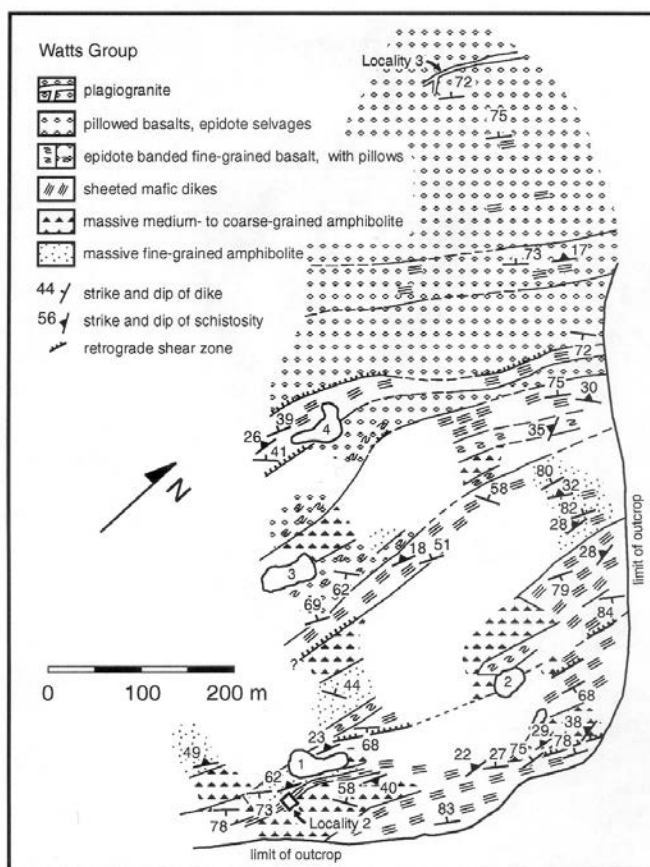 Watts Group
plagiogranite
pillowed basalts, epidote selvages
epidote banded fine-grained basalt, with pillows
sheeted mafic dikes
massive medium- to coarse-grained amphibolite
massive fine-grained amphibolite
44 strike and dip of dike
56 strike and dip of schistosity
retrograde shear zone
Locality 3
72
75
73 17
72
75
30
39
4
26
41
35
58
80
32
82
28
3
18
51
62
69
28
79
84
N
limit of outcrop
?
0 100 200 m
44
2
68
38
29
78
75
27
22
23
68
1
49
62
58
40
73
78
Locality 2
83
limit of outcrop